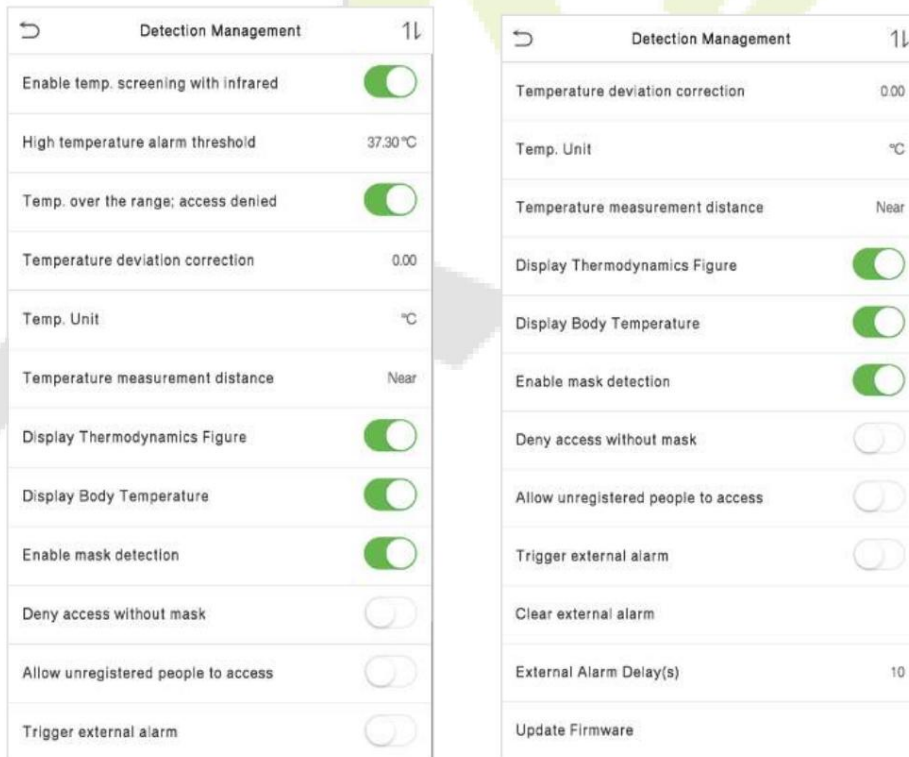 Detection Management
Enable temp. screening with infrared
High temperature alarm threshold 37.30°C
Temp. over the range; access denied
Temperature deviation correction 0.00
Temp. Unit °C
Temperature measurement distance Near
Display Thermodynamics Figure
Display Body Temperature
Enable mask detection
Deny access without mask
Allow unregistered people to access
Trigger external alarm
Detection Management
Temperature deviation correction 0.00
Temp. Unit °C
Temperature measurement distance Near
Display Thermodynamics Figure
Display Body Temperature
Enable mask detection
Deny access without mask
Allow unregistered people to access
Trigger external alarm
Clear external alarm
External Alarm Delay(s) 10
Update Firmware